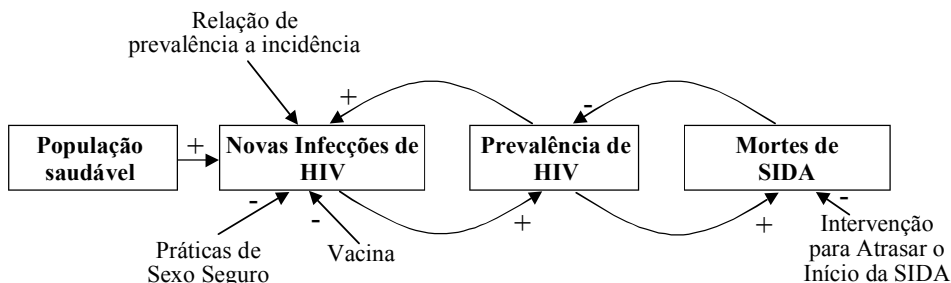 Relação de
prevalência a incidência
+
-
População
saudável
+
Novas Infecções de
HIV
Prevalência de
HIV
Mortes de
SIDA
-
-
+
+
-
Práticas de
Sexo Seguro
Vacina
Intervenção
para Atrasar o
Início da SIDA